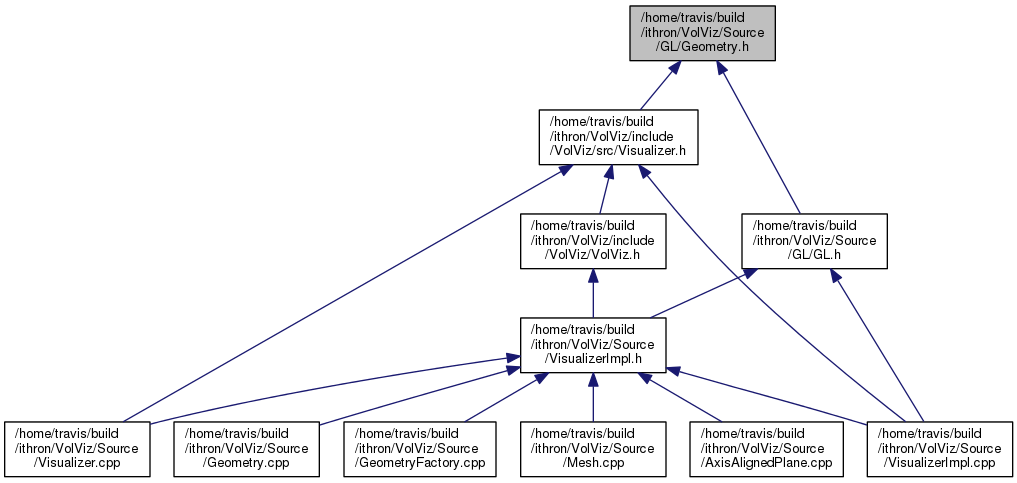 /home/travis/build
/ithron/VolViz/Source
/GL/Geometry.h
/home/travis/build
/ithron/VolViz/include
/VolViz/src/Visualizer.h
/home/travis/build
/ithron/VolViz/include
/VolViz/VolViz.h
/home/travis/build
/ithron/VolViz/Source
/GL/GL.h
/home/travis/build
/ithron/VolViz/Source
/VisualizerImpl.h
/home/travis/build
/ithron/VolViz/Source
/Visualizer.cpp
/home/travis/build
/ithron/VolViz/Source
/Geometry.cpp
/home/travis/build
/ithron/VolViz/Source
/GeometryFactory.cpp
/home/travis/build
/ithron/VolViz/Source
/Mesh.cpp
/home/travis/build
/ithron/VolViz/Source
/AxisAlignedPlane.cpp
/home/travis/build
/ithron/VolViz/Source
/VisualizerImpl.cpp